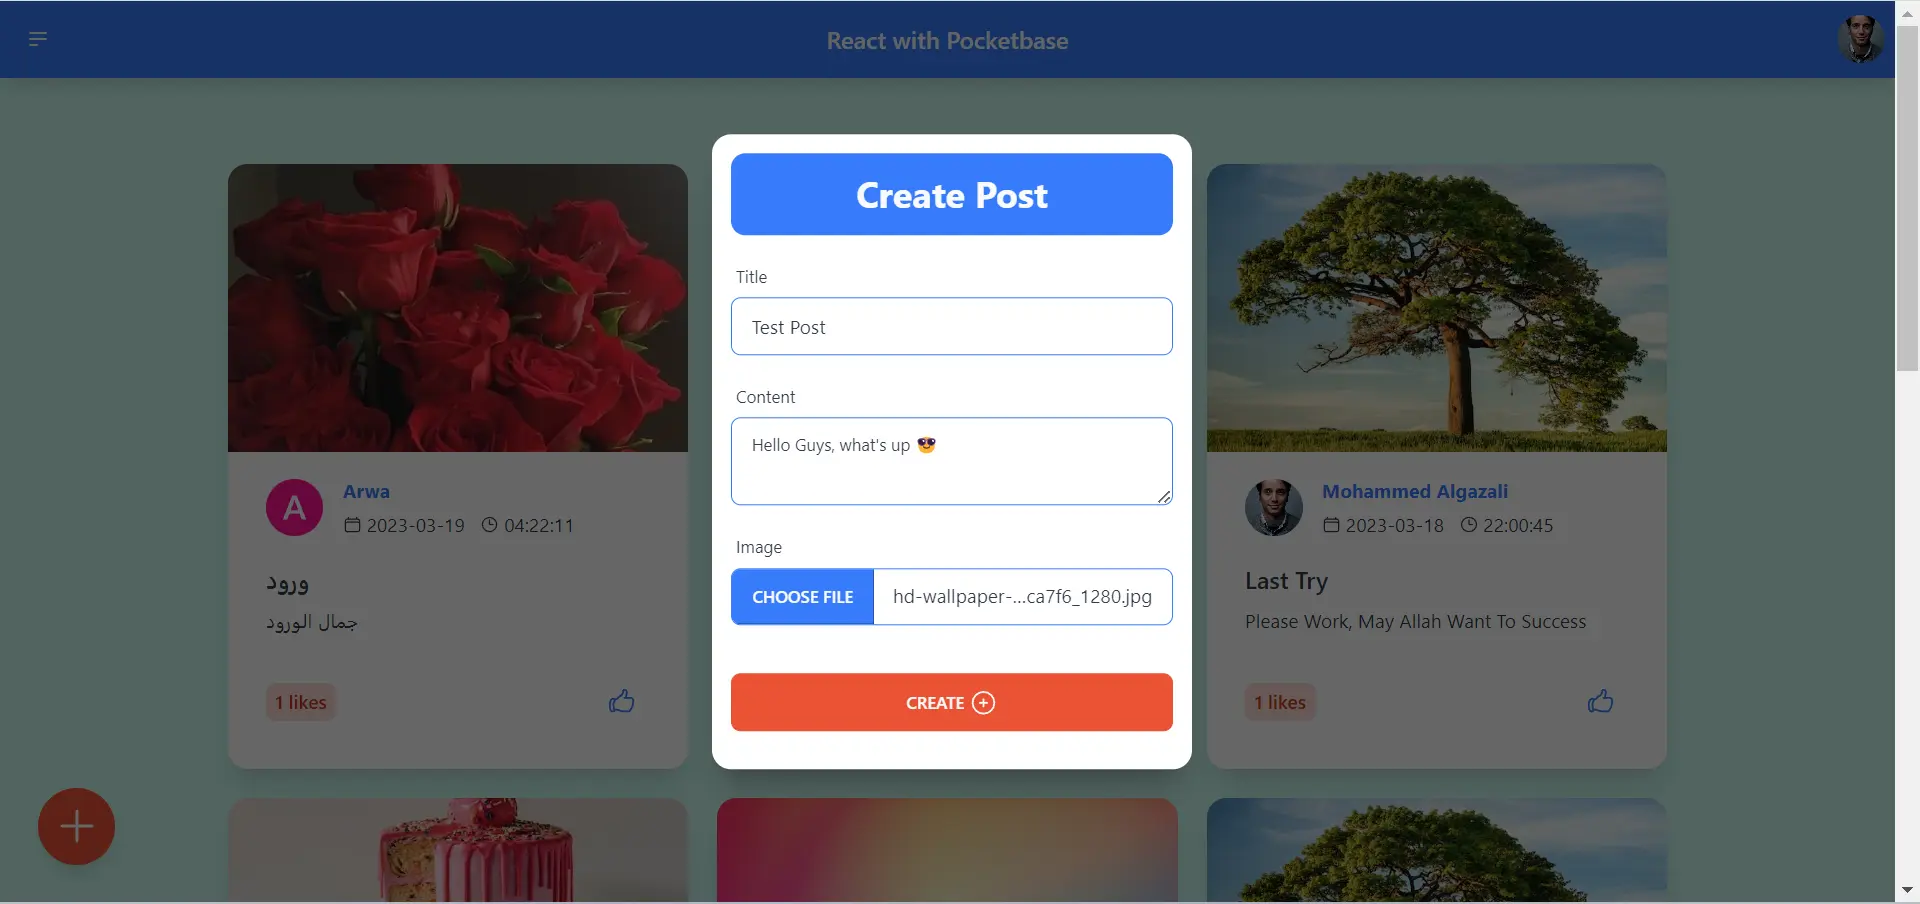 React with Pocketbase
Create Post
Title
Test Post
Content
Hello Guys, what's up 😎
Image
CHOOSE FILE hd-wallpaper-...ca7f6_1280.jpg
CREATE
A
Arwa
2023-03-19 04:22:11
ورود
جمال الورود
1 likes
Mohammed Algazali
2023-03-18 22:00:45
Last Try
Please Work, May Allah Want To Success
1 likes